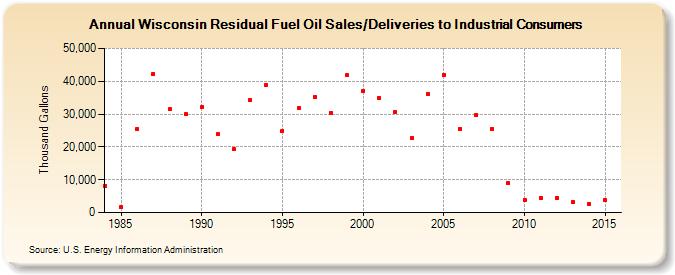 Annual Wisconsin Residual Fuel Oil Sales/Deliveries to Industrial Consumers
Thousand Gallons
50,000
40,000
30,000
20,000
10,000
0
1985 1990 1995 2000 2005 2010 2015
Source: U.S. Energy Information Administration